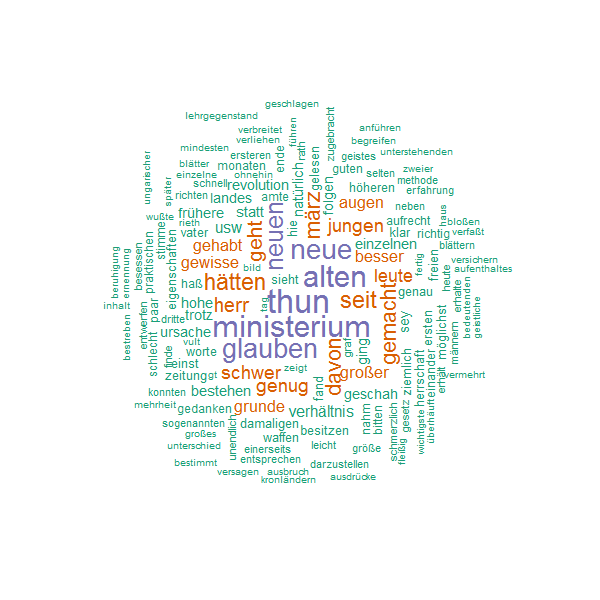 geschlagen
lehrgegenstand
verbreitet
verliehen
führen
zugebracht
anführen
begreifen
mindesten
ersteren
ende
rath
gelesen
geistes
unterstehenden
ungarischer
blätter
monaten
guten
selten
zweier
einzelne
ohnehin
natürlich
methode
später
schnell
revolution
folgen
höheren
erfahrung
richten
landes
amte
märz
augen
neben
haus
wußte
frühere
statt
neuen
hie
jungen
aufrecht
bloßen
stimme
rieth
usw
geht
klar
richtig
verfaßt
vater
neue
einzelnen
blättern
praktischen
eigenschaften
gehabt
besser
fertig
freien
versichern
beruhigung
ernennung
besessen
gewisse
bild
sieht
alten
leute
heute
aufenthaltes
haß
hätten
genau
erhalte
bedeutenden
geistliche
inhalt
entwerfen
paar
hohe
herr
tag
thun
seit
gemacht
sey
ersten
möglichst
männern
bestreben
dritte
trotz
ministerium
ursache
schlecht
vult
worte
glauben
graf
ging
davon
ziemlich
herrschaft
einander
finde
einst
zeigt
schwer
großer
leute
erhält
vermehrt
zeitung
gt
konnten
bestehen
genug
fand
geschah
gesetz
wichtigste
überhäuft
mehrheit
gedanken
grunde
verhältnis
nahm
bitten
schmerzlich
fleißig
sogenannten
damaligen
besitzen
großes
unendlich
waffen
unterschied
einerseits
leicht
größe
bestimmt
entsprechen
darzustellen
versagen
ausbruch
ausdrücke
kronländern